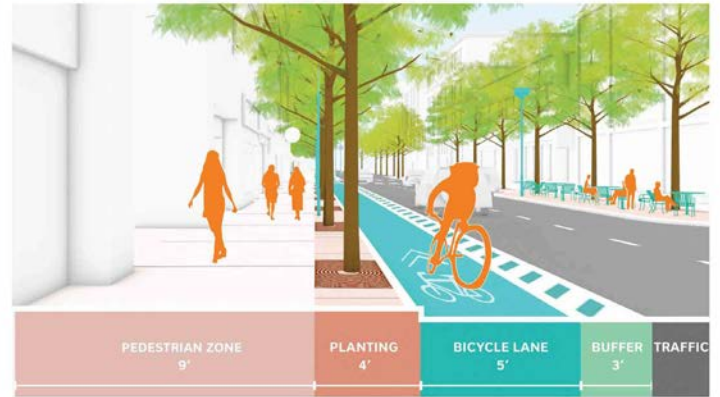 PEDESTRIAN ZONE
9'
PLANTING
4'
BICYCLE LANE
5'
BUFFER
3'
TRAFFIC